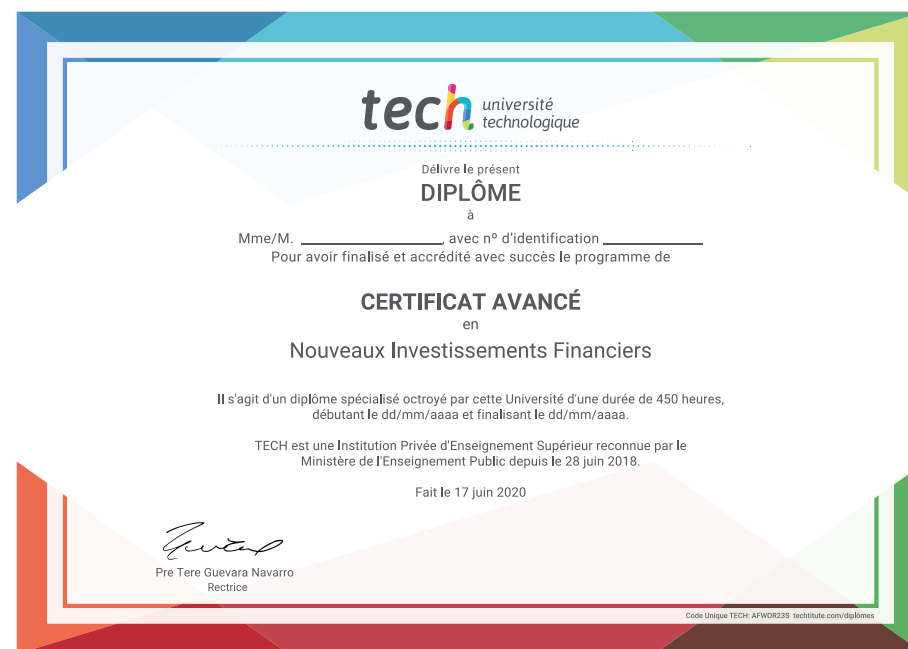 tech université
technologique
Délivre le présent
DIPLÔME
à
Mme/M. ____________________, avec nº d'identification ______________
Pour avoir finalisé et accrédité avec succès le programme de
CERTIFICAT AVANCÉ
en
Nouveaux Investissements Financiers
Il s'agit d'un diplôme spécialisé octroyé par cette Université d'une durée de 450 heures,
débutant le dd/mm/aaaa et finalisant le dd/mm/aaaa.
TECH est une Institution Privée d'Enseignement Supérieur reconnue par le
Ministère de l'Enseignement Public depuis le 28 juin 2018.
Fait le 17 juin 2020
Pre Tere Guevara Navarro
Rectrice
Code Unique TECH: AFWOR23S techtitute.com/diplômes